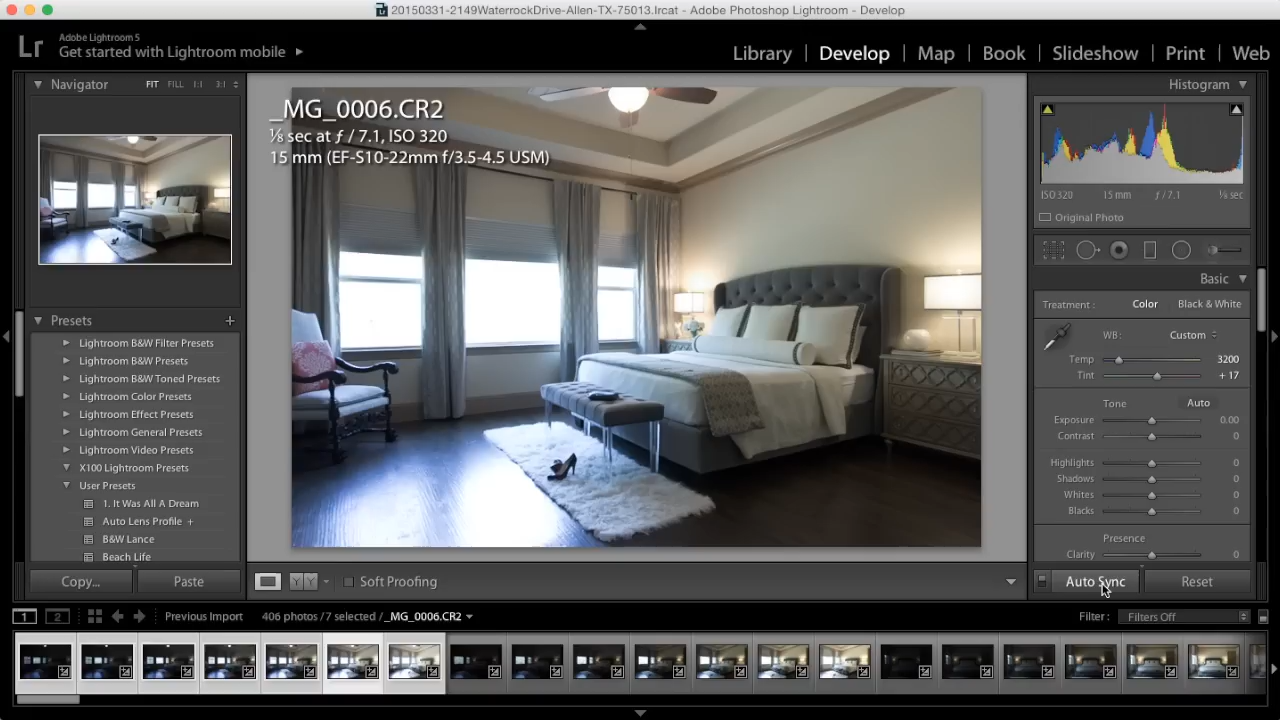 20150331-2149WaterrockDrive-Allen-TX-75013.lrcat - Adobe Photoshop Lightroom - Develop
Lr
Adobe Lightroom 5
Get started with Lightroom mobile
Library | Develop | Map | Book | Slideshow | Print | Web
Navigator FIT FILL 1:1 3:1
Histogram
_MG_0006.CR2
⅛ sec at ƒ / 7.1, ISO 320
15 mm (EF-S10-22mm f/3.5-4.5 USM)
ISO 320 15 mm ƒ / 7.1 ⅛ sec
Original Photo
Basic
Treatment : Color Black & White
WB : Custom
Temp 3200
Tint + 17
Tone Auto
Exposure 0.00
Contrast 0
Highlights 0
Shadows 0
Whites 0
Blacks 0
Presence
Clarity 0
Presets +
Lightroom B&W Filter Presets
Lightroom B&W Presets
Lightroom B&W Toned Presets
Lightroom Color Presets
Lightroom Effect Presets
Lightroom General Presets
Lightroom Video Presets
X100 Lightroom Presets
User Presets
1. It Was All A Dream
Auto Lens Profile +
B&W Lance
Beach Life
Copy... Paste
Y Y Soft Proofing
Auto Sync Reset
1 2 Previous Import 406 photos / 7 selected / _MG_0006.CR2
Filter : Filters Off